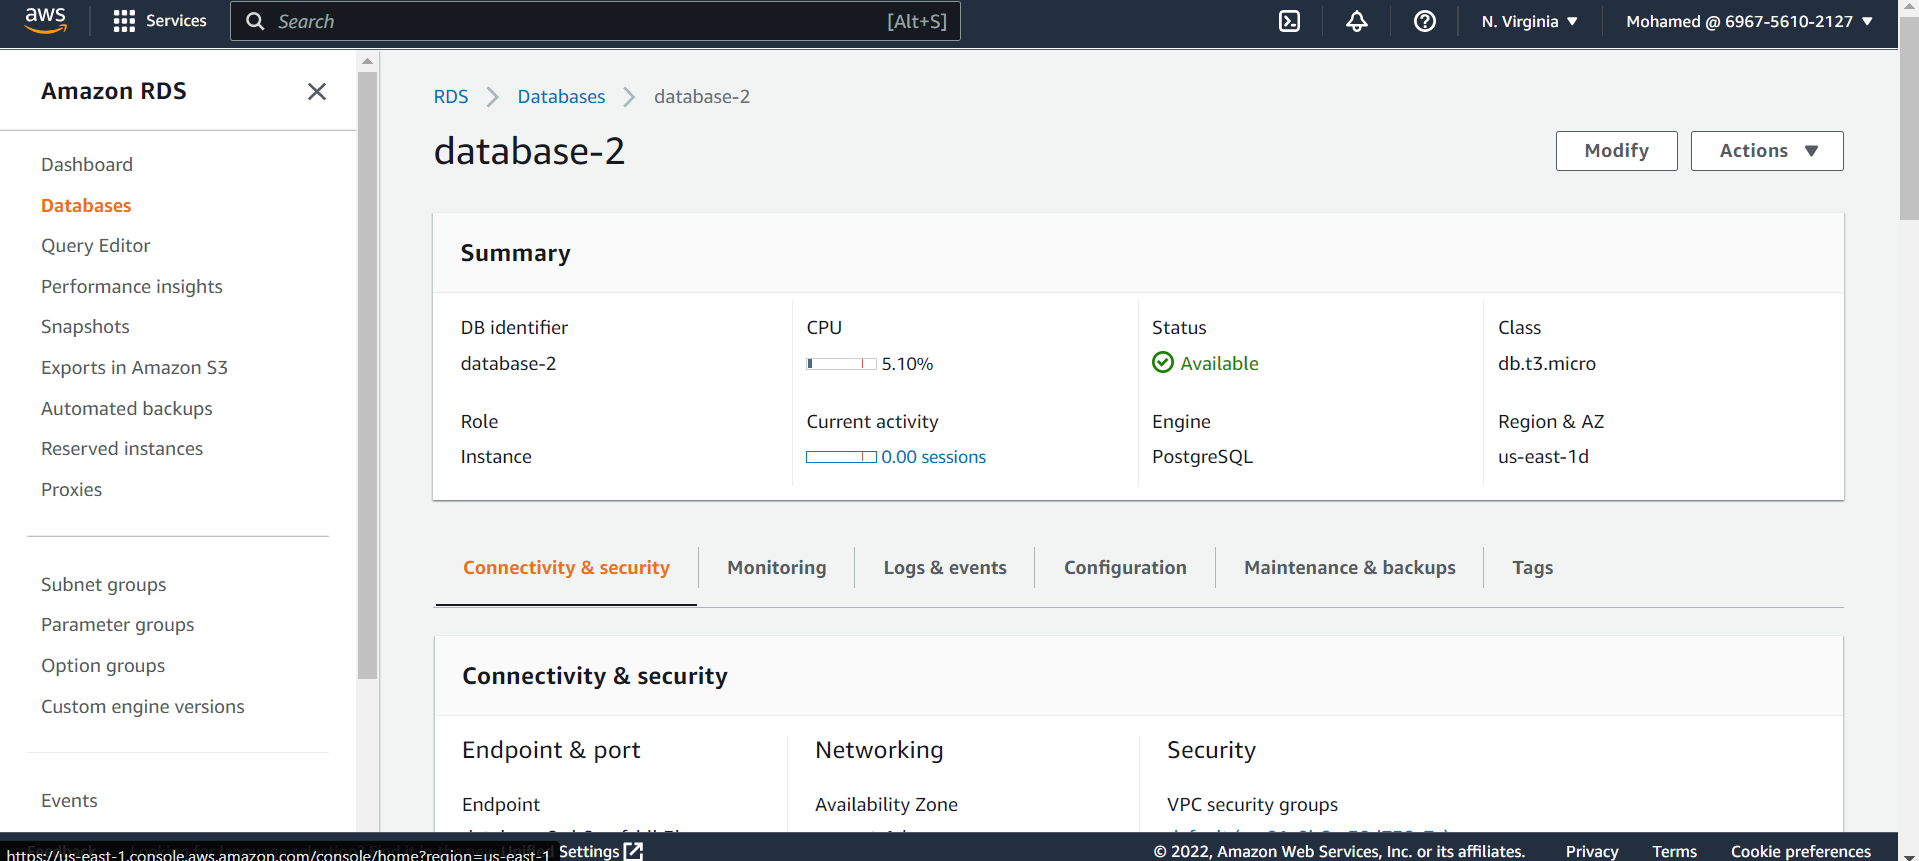 aws
Services
Search
[Alt+S]
N. Virginia
Mohamed @ 6967-5610-2127
Amazon RDS
Dashboard
Databases
Query Editor
Performance insights
Snapshots
Exports in Amazon S3
Automated backups
Reserved instances
Proxies
Subnet groups
Parameter groups
Option groups
Custom engine versions
Events
RDS
Databases
database-2
database-2
Modify
Actions
Summary
DB identifier
database-2
CPU
5.10%
Status
Available
Class
db.t3.micro
Role
Instance
Current activity
0.00 sessions
Engine
PostgreSQL
Region & AZ
us-east-1d
Connectivity & security
Monitoring
Logs & events
Configuration
Maintenance & backups
Tags
Connectivity & security
Endpoint & port
Endpoint
Networking
Availability Zone
Security
VPC security groups
https://us-east-1.console.aws.amazon.com/console/home?region=us-east-1
Settings
© 2022, Amazon Web Services, Inc. or its affiliates.
Privacy
Terms
Cookie preferences